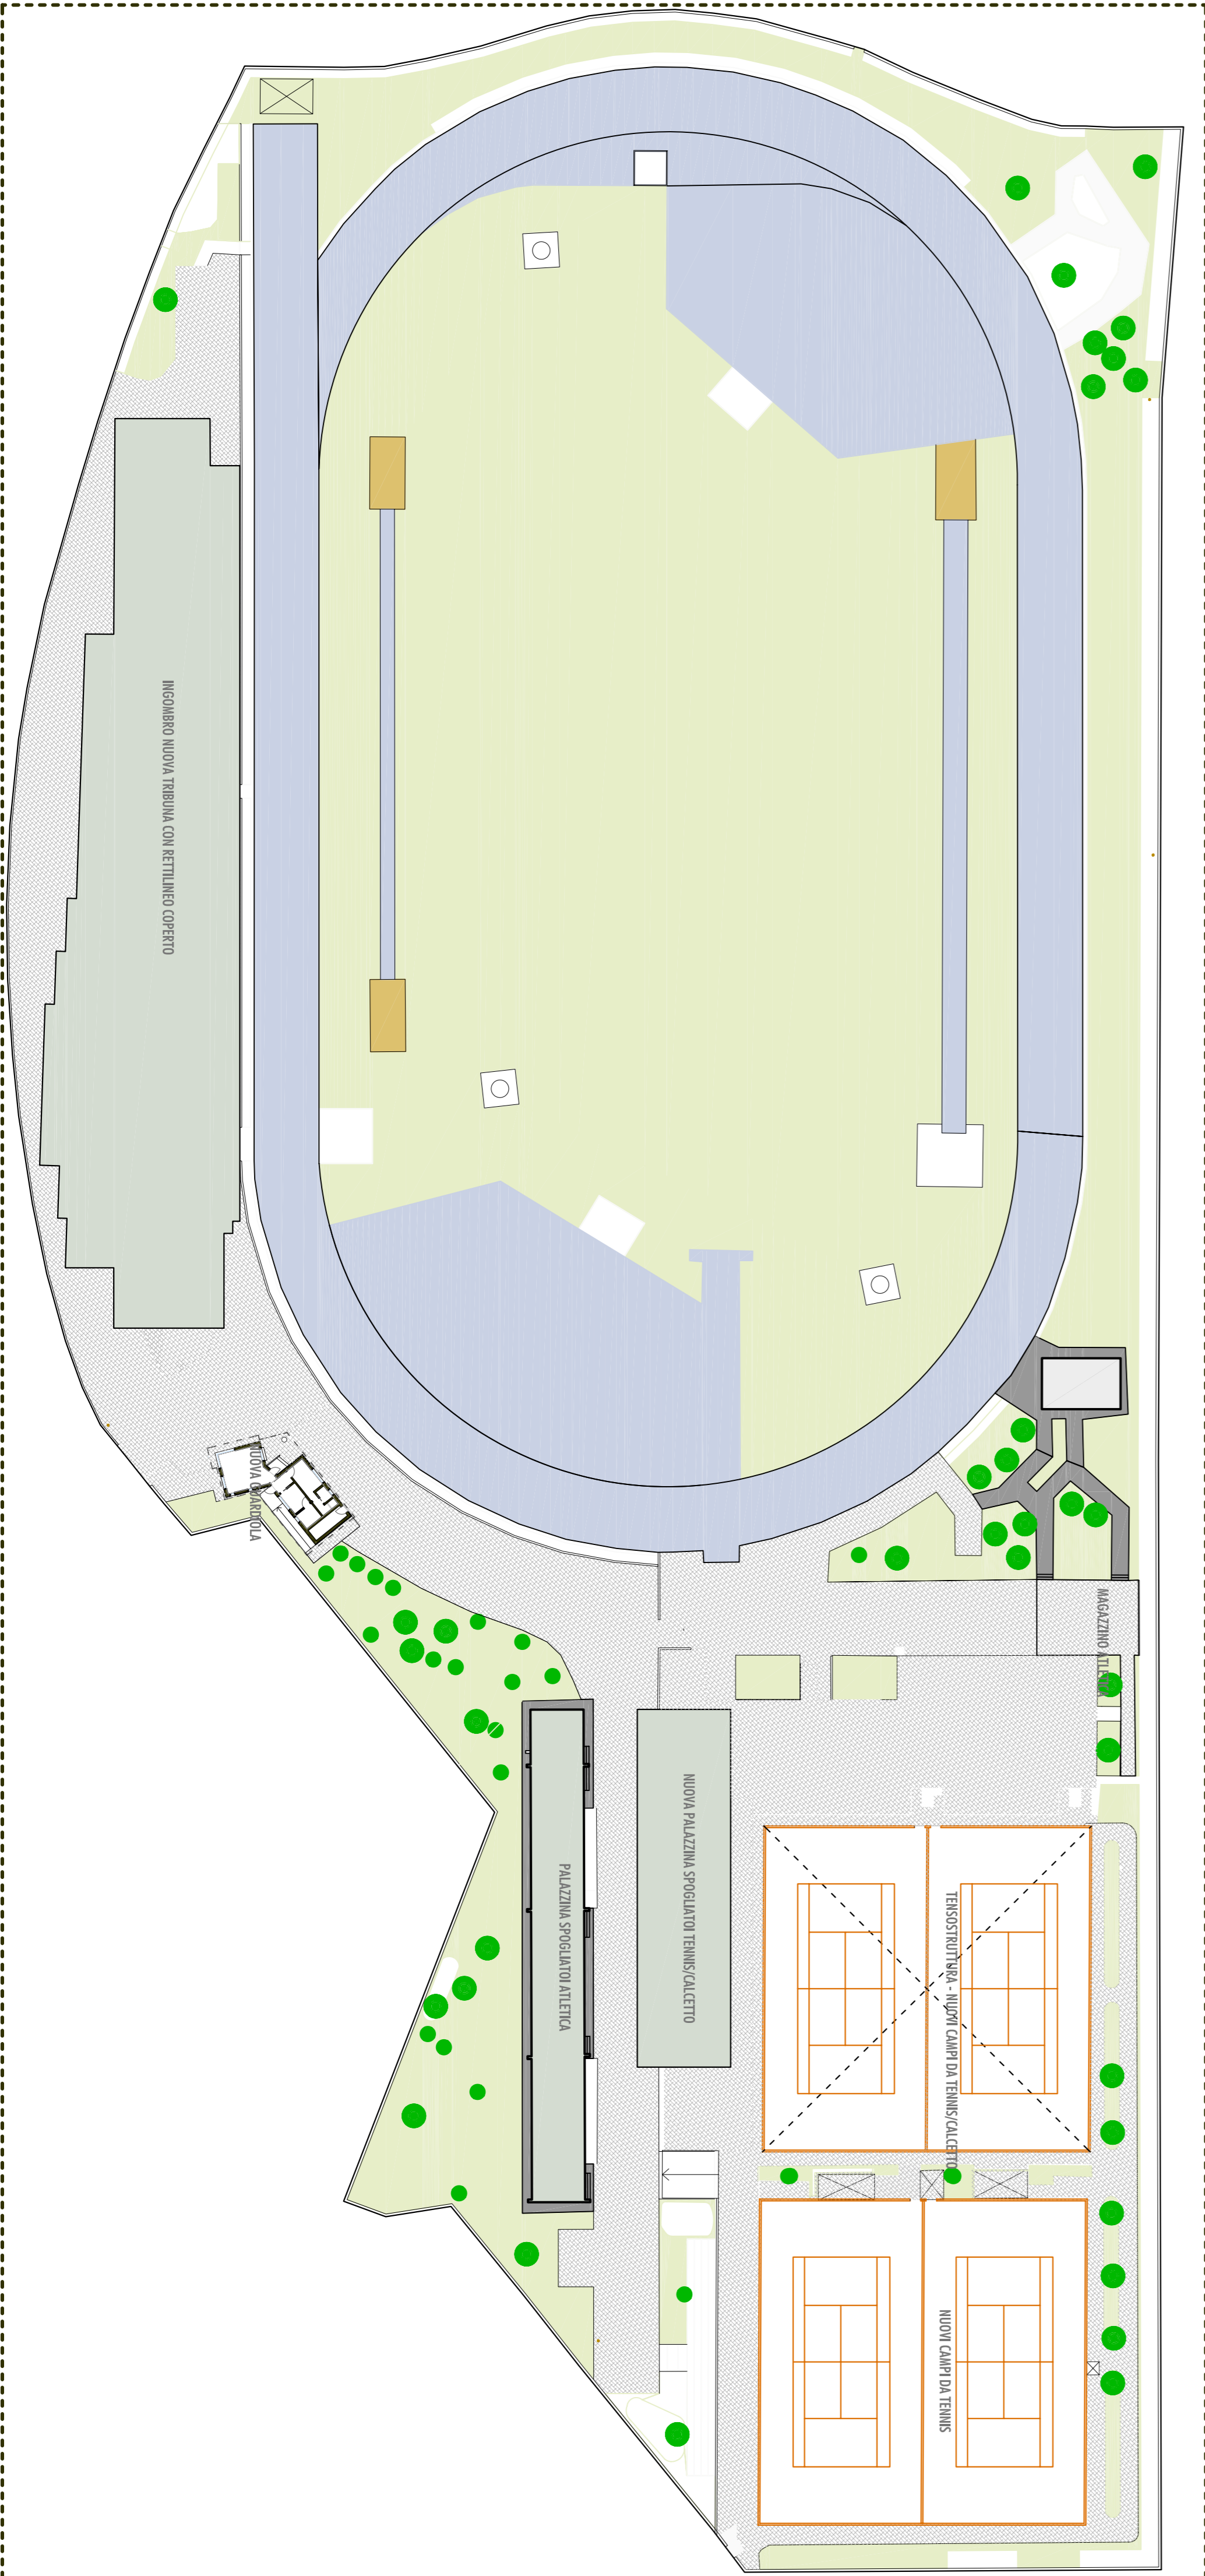 INGOMBRO NUOVA TRIBUNA CON RETTILINEO COPERTO
NUOVA GUARDIOLA
MAGAZZINO ATLETICA
NUOVA PALAZZINA SPOGLIATOI TENNIS/CALCETTO
PALAZZINA SPOGLIATOI ATLETICA
TENSOSTRUTTURA - NUOVI CAMPI DA TENNIS/CALCETTO
NUOVI CAMPI DA TENNIS